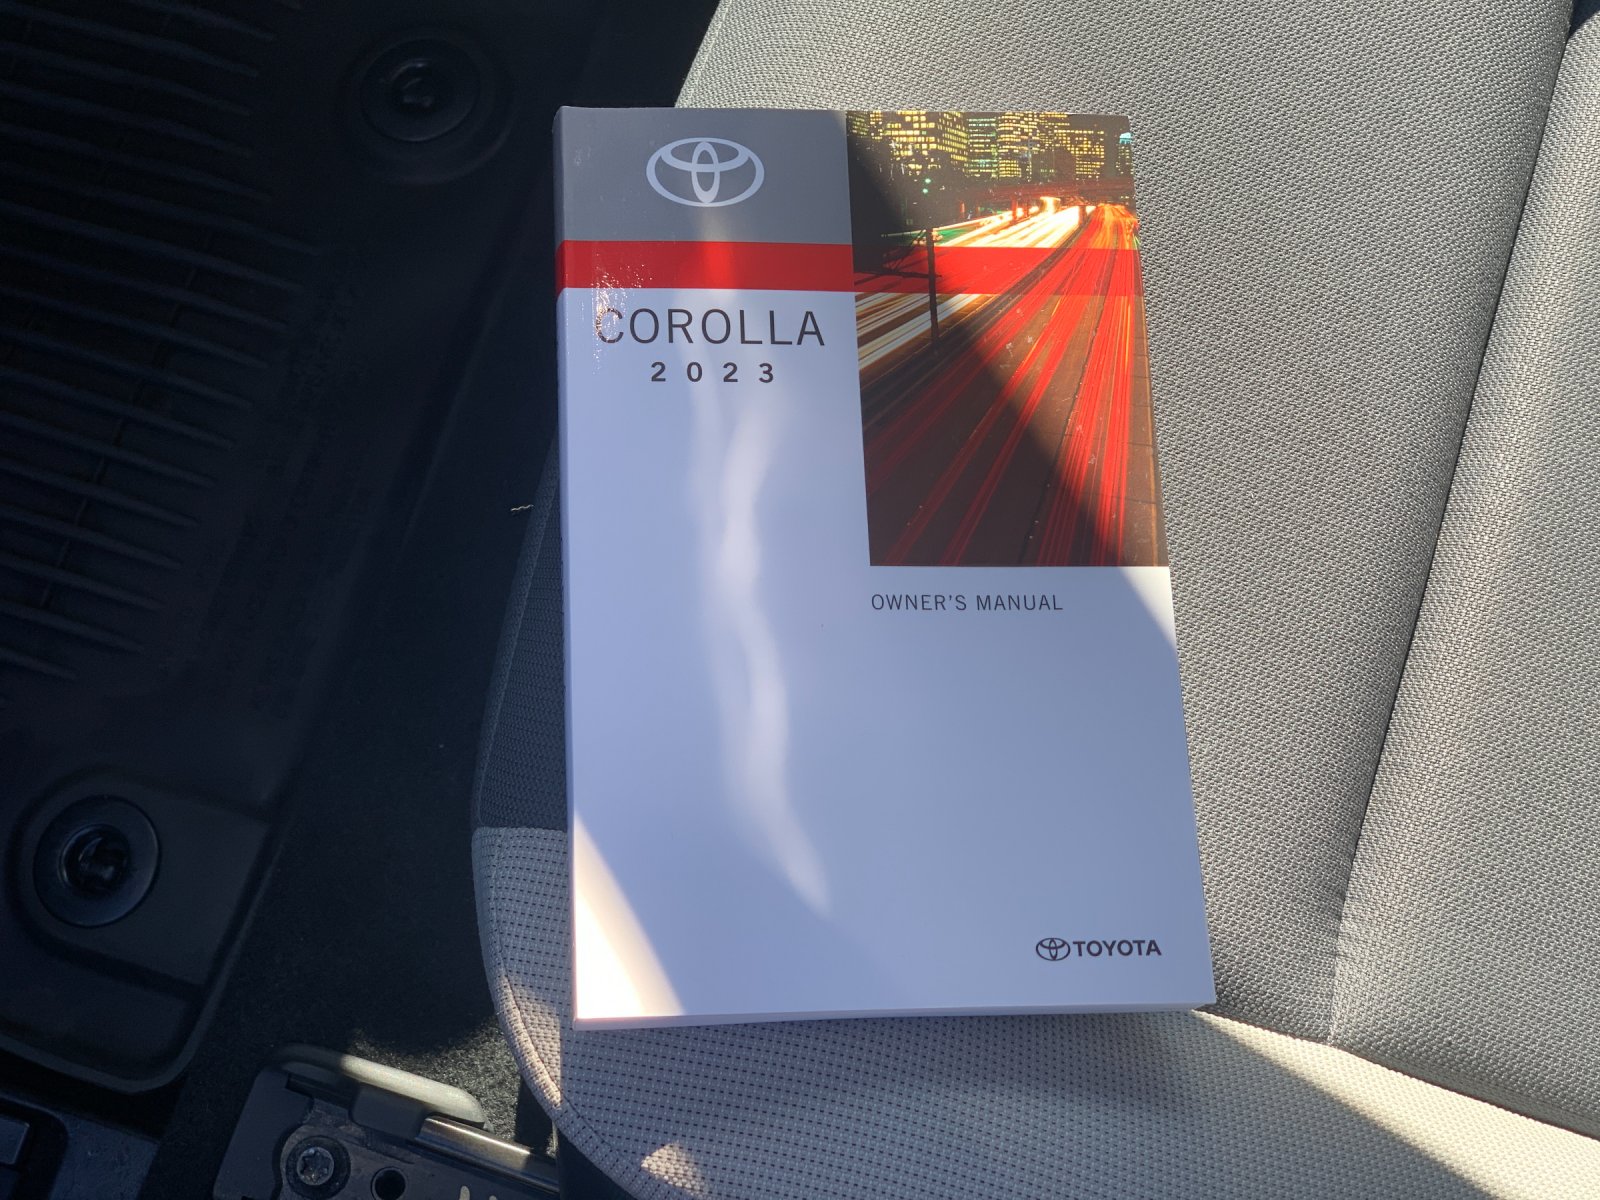 COROLLA
2023
OWNER'S MANUAL
TOYOTA